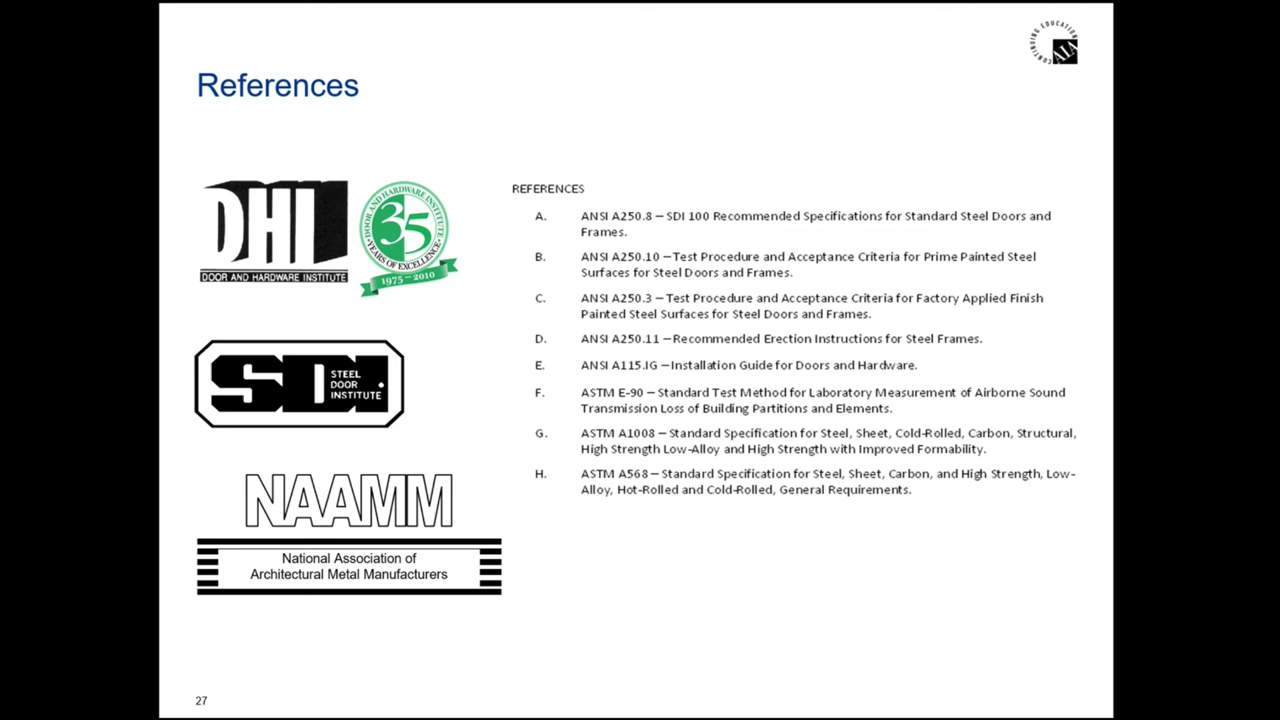 CONTINUING EDUCATION
AIA
References
DHI
DOOR AND HARDWARE INSTITUTE
DOOR AND HARDWARE INSTITUTE
35
YEARS OF EXCELLENCE
1975 – 2010
SDI
STEEL
DOOR
INSTITUTE
NAAMM
National Association of
Architectural Metal Manufacturers
REFERENCES
A. ANSI A250.8 – SDI 100 Recommended Specifications for Standard Steel Doors and
Frames.
B. ANSI A250.10 – Test Procedure and Acceptance Criteria for Prime Painted Steel
Surfaces for Steel Doors and Frames.
C. ANSI A250.3 – Test Procedure and Acceptance Criteria for Factory Applied Finish
Painted Steel Surfaces for Steel Doors and Frames.
D. ANSI A250.11 – Recommended Erection Instructions for Steel Frames.
E. ANSI A115.IG – Installation Guide for Doors and Hardware.
F. ASTM E-90 – Standard Test Method for Laboratory Measurement of Airborne Sound
Transmission Loss of Building Partitions and Elements.
G. ASTM A1008 – Standard Specification for Steel, Sheet, Cold-Rolled, Carbon, Structural,
High Strength Low-Alloy and High Strength with Improved Formability.
H. ASTM A568 – Standard Specification for Steel, Sheet, Carbon, and High Strength, Low-
Alloy, Hot-Rolled and Cold-Rolled, General Requirements.
27